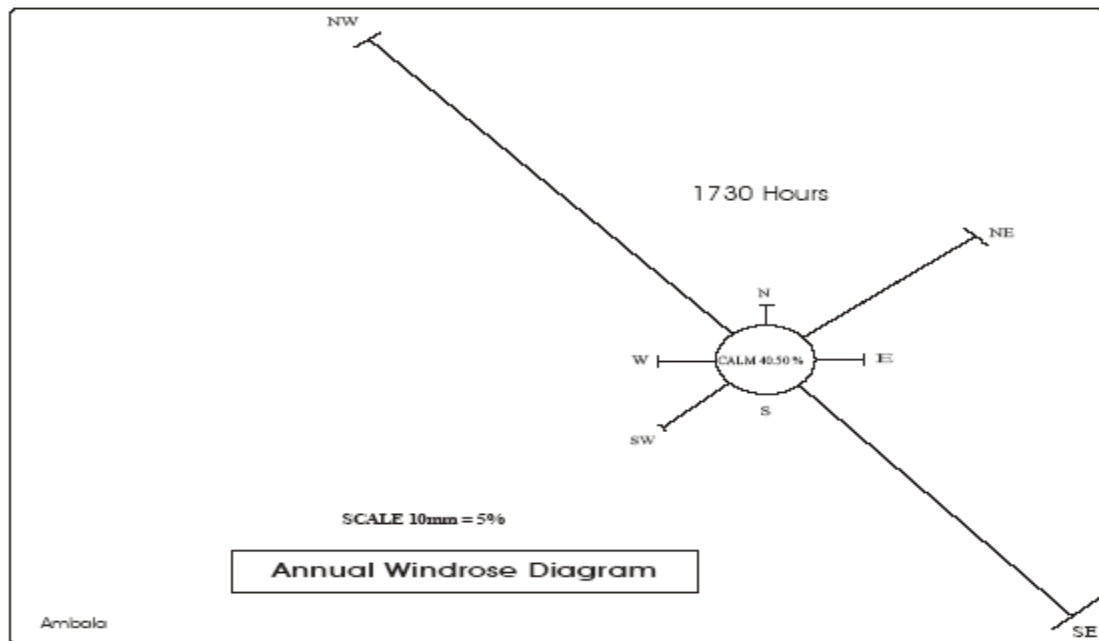 NW
1730 Hours
NE
N
W
CALM 40.50%
E
S
SW
SCALE 10mm = 5%
Annual Windrose Diagram
Ambala
SE